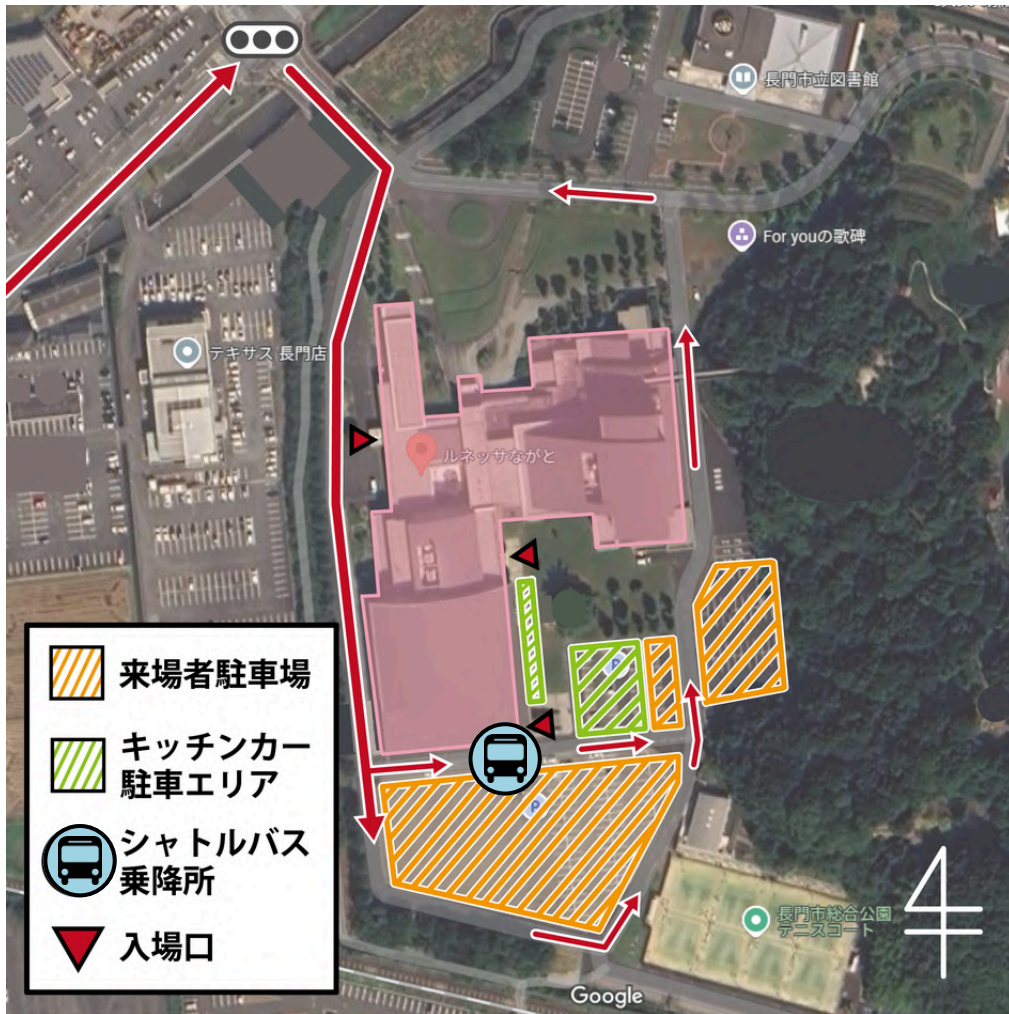 長門市立図書館
For youの歌碑
テキサス 長門店
ルネッサながと
P
P
来場者駐車場
キッチンカー
駐車エリア
シャトルバス
乗降所
入場口
長門市総合公園
テニスコート
Google